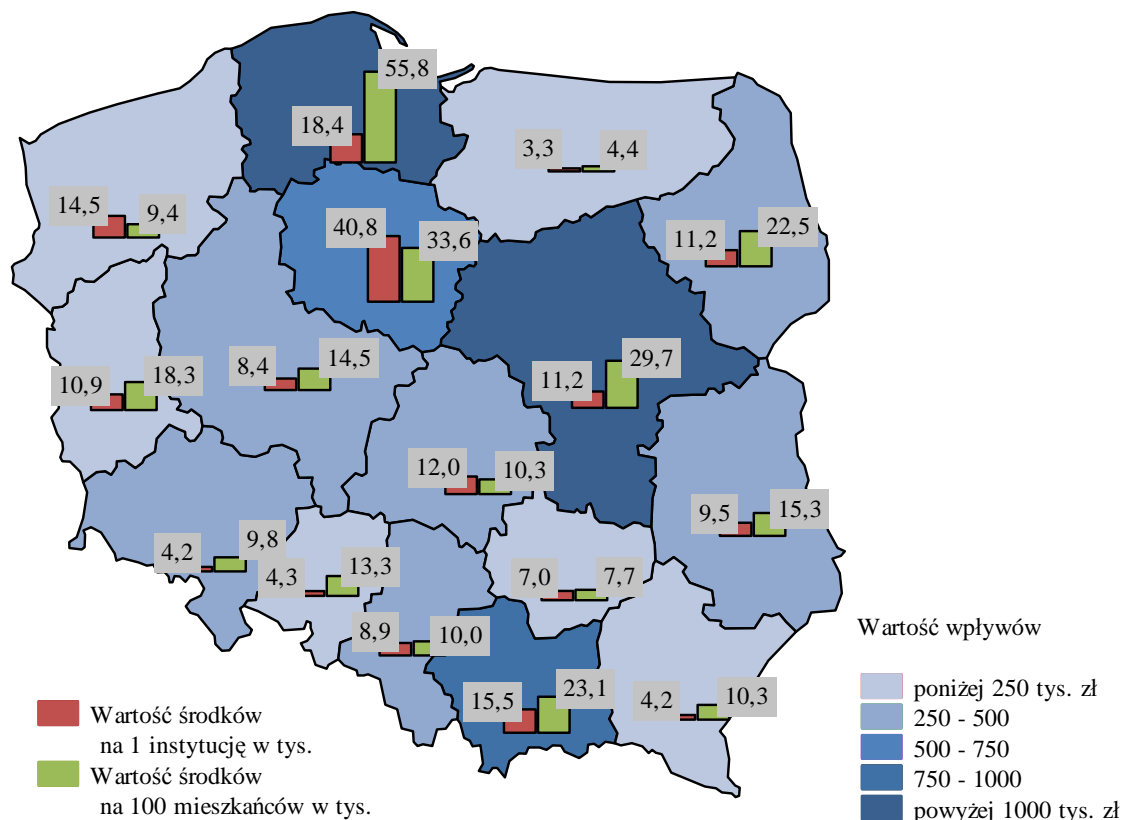 55,8
18,4
3,3 4,4
14,5 9,4
40,8 33,6
11,2 22,5
10,9 18,3
8,4 14,5
11,2 29,7
12,0 10,3
9,5 15,3
4,2 9,8
4,3 13,3
7,0 7,7
8,9 10,0
15,5 23,1
4,2 10,3
Wartość środków
na 1 instytucję w tys.
Wartość środków
na 100 mieszkańców w tys.
Wartość wpływów
poniżej 250 tys. zł
250 - 500
500 - 750
750 - 1000
powyżej 1000 tys. zł